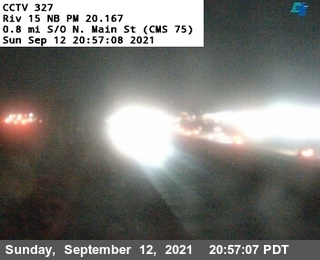 CCTV 327
Riv 15 NB PM 20.167
0.8 mi S/O N. Main St (CMS 75)
Sun Sep 12 20:57:08 2021
Sunday, September 12, 2021 20:57:07 PDT